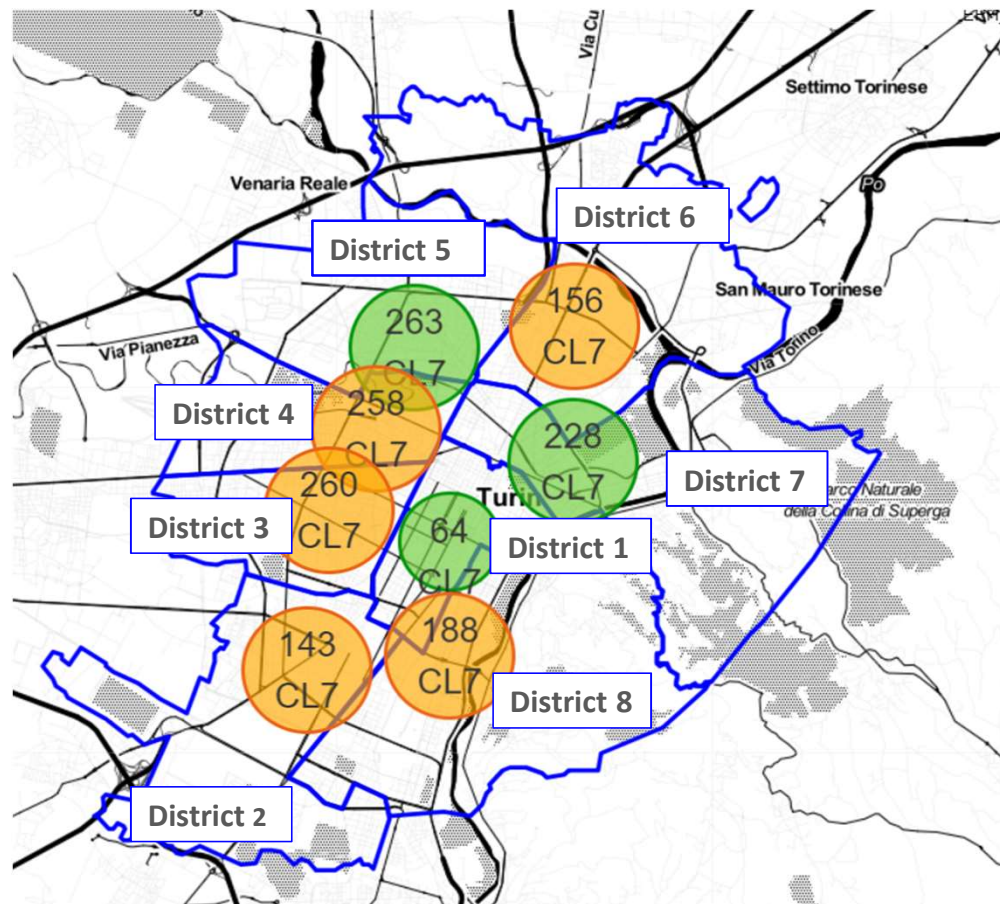 Via Cu
Settimo Torinese
Venaria Reale
Po
District 6
District 5
San Mauro Torinese
156
CL7
263
CL7
Via Pianezza
Via Torino
258
CL7
District 4
228
CL7
District 7
260
CL7
Turin
arco Naturale
della Collina di Superga
District 3
64
CL7
District 1
143
CL7
188
CL7
District 8
District 2